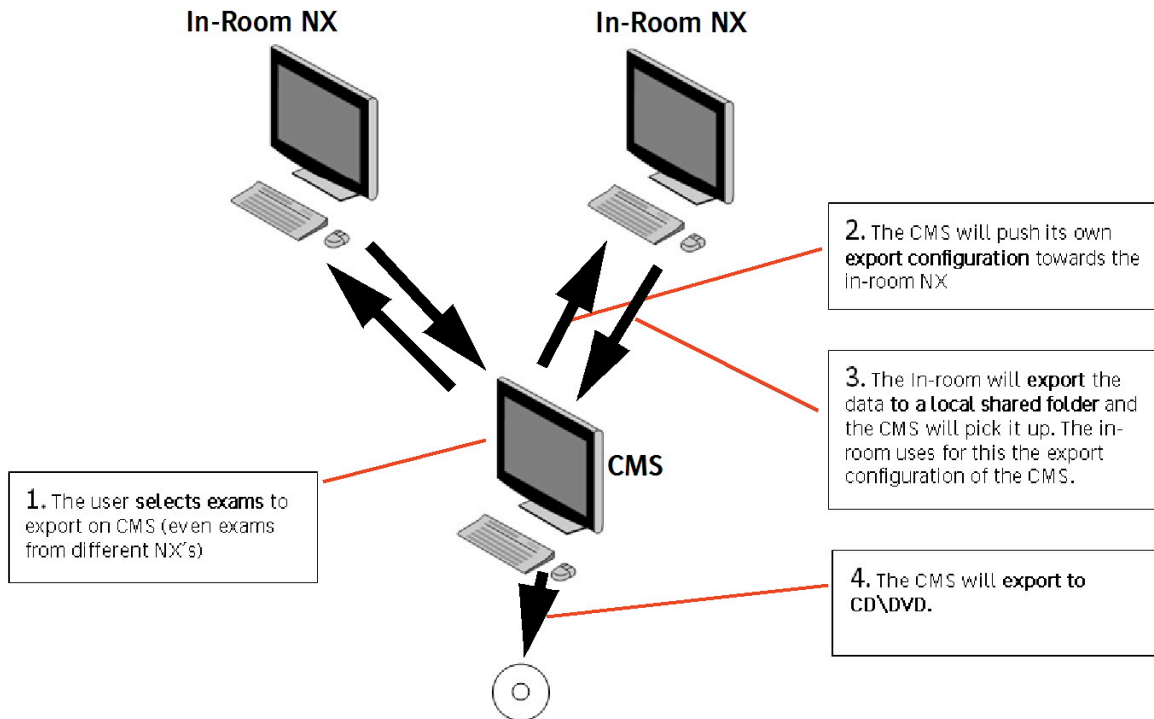 In-Room NX
In-Room NX
2. The CMS will push its own
export configuration towards the
in-room NX
3. The In-room will export the
data to a local shared folder and
the CMS will pick it up. The in-
room uses for this the export
configuration of the CMS.
CMS
1. The user selects exams to
export on CMS (even exams
from different NX's)
4. The CMS will export to
CD\DVD.